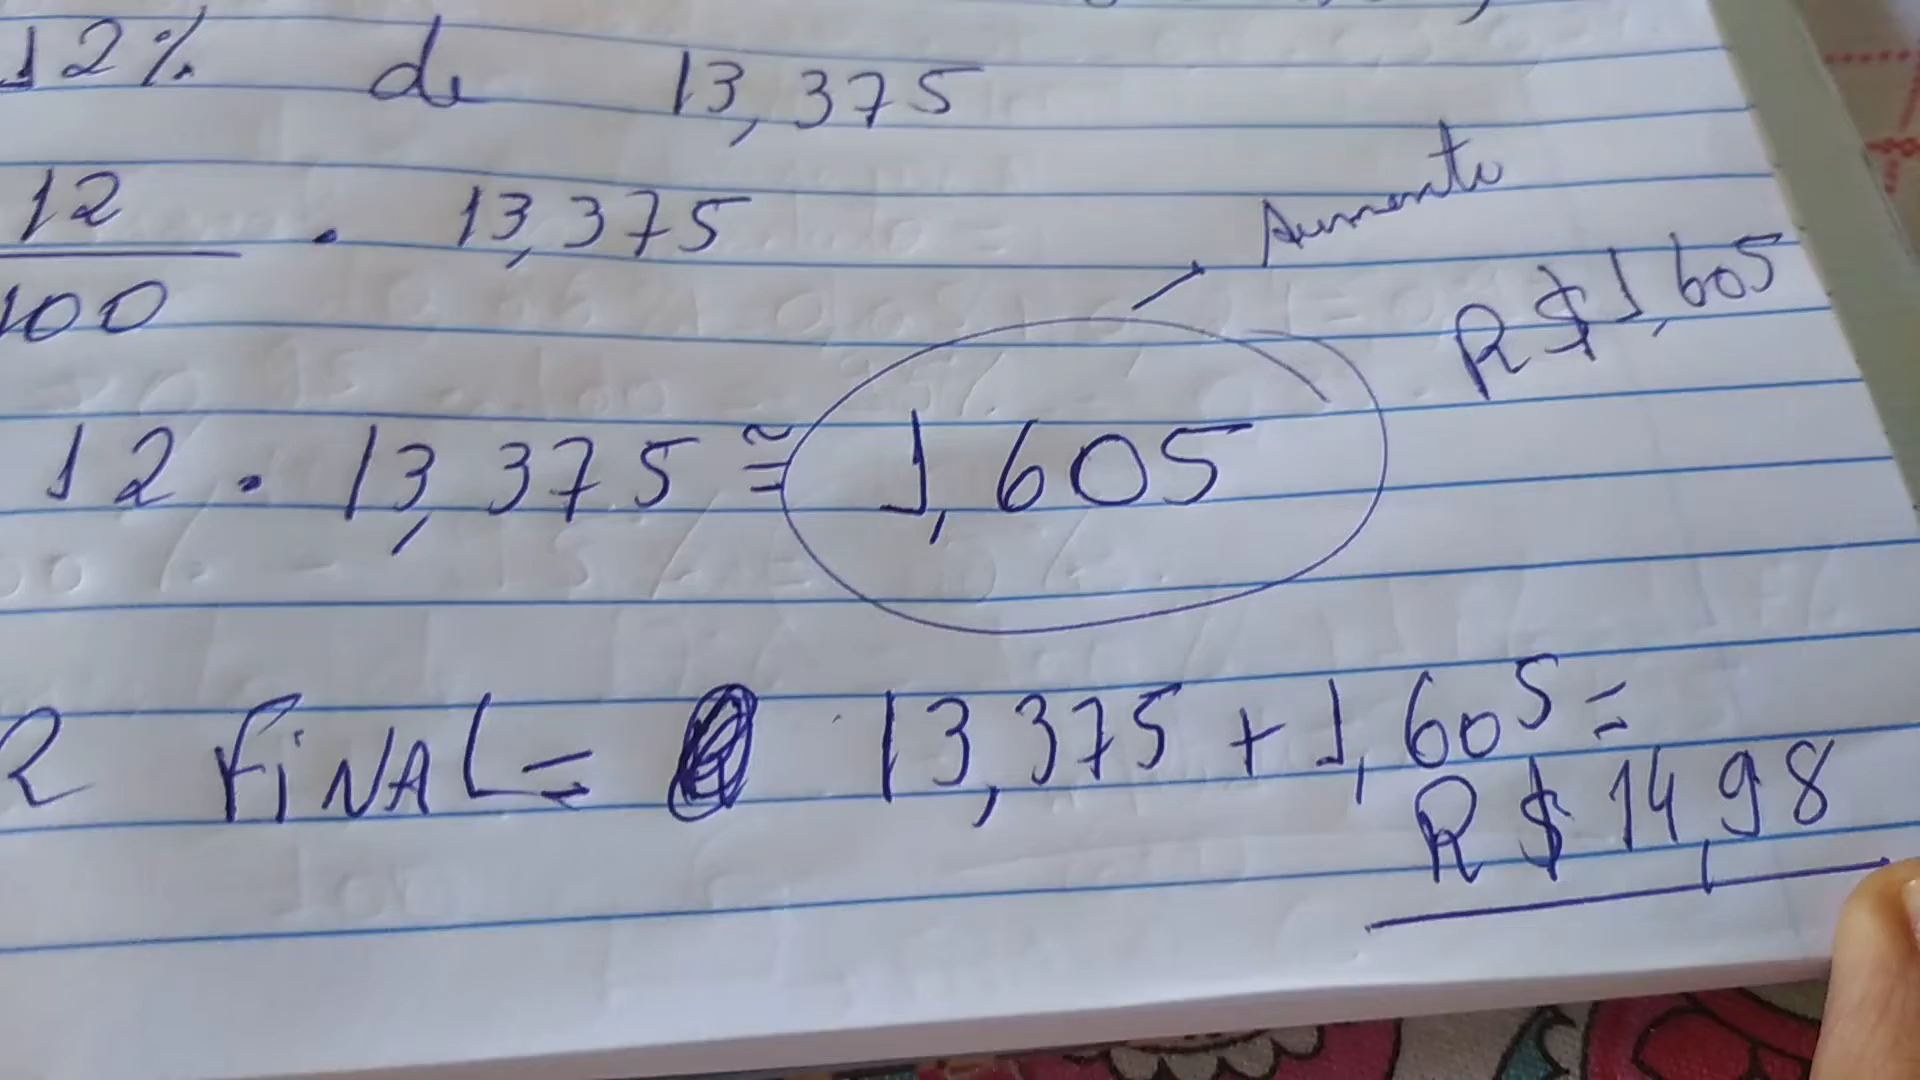 12% de 13,375
12
100
. 13,375
Aumento
R$1,605
12 . 13,375 ≅ 1,605
R FiNAL = 13,375 + 1,605 =
R$ 14,98